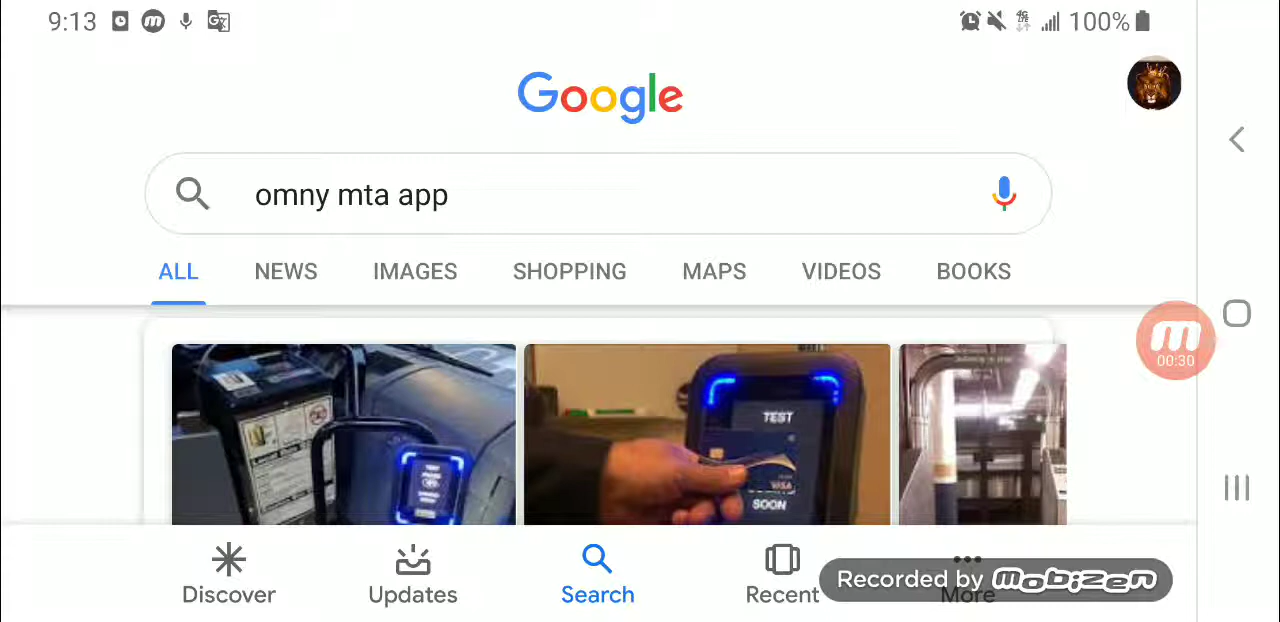 9:13 100%
Google
omny mta app
ALL NEWS IMAGES SHOPPING MAPS VIDEOS BOOKS
TEST
VISA
SOON
00:30
Discover Updates Search Recent More
Recorded by mobizen